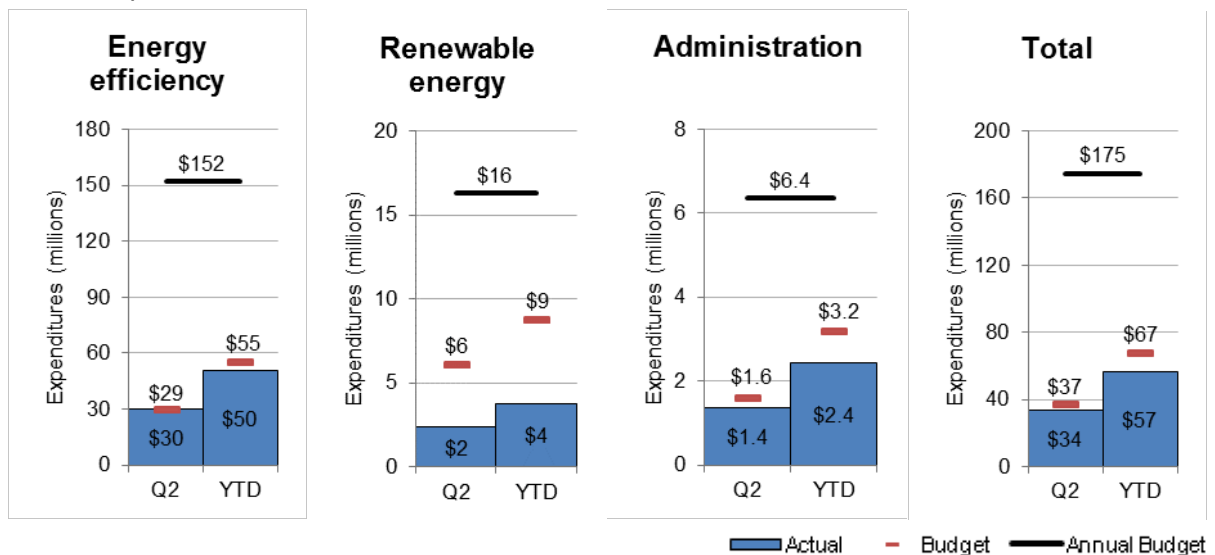 Energy
efficiency
Expenditures (millions)
180
150
120
90
60
30
0
$152
$29
$55
$30
$50
Q2 YTD
Renewable
energy
Expenditures (millions)
20
15
10
5
0
$16
$6
$9
$2
$4
Q2 YTD
Administration
Expenditures (millions)
8
6
4
2
0
$6.4
$1.6
$3.2
$1.4
$2.4
Q2 YTD
Total
Expenditures (millions)
200
160
120
80
40
0
$175
$37
$67
$34
$57
Q2 YTD
Actual Budget Annual Budget